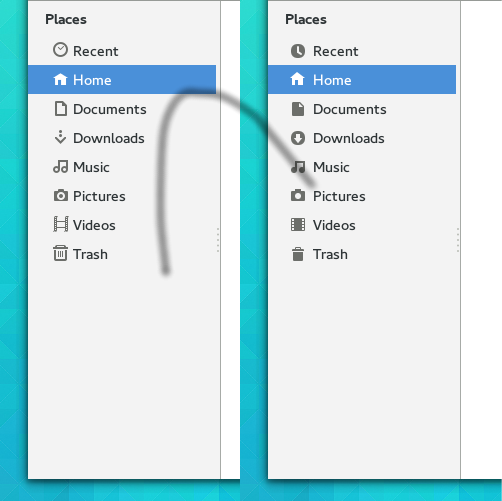 Places
Recent
Home
Documents
Downloads
Music
Pictures
Videos
Trash
Places
Recent
Home
Documents
Downloads
Music
Pictures
Videos
Trash